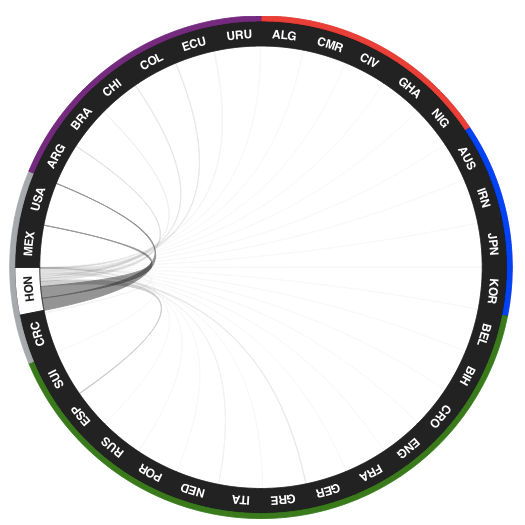 URU
ALG
CMR
CIV
GHA
NIG
AUS
IRN
JPN
KOR
BEL
BIH
CRO
ENG
FRA
GER
GRE
ITA
NED
POR
RUS
ESP
SUI
CRC
HON
MEX
USA
ARG
BRA
CHI
COL
ECU